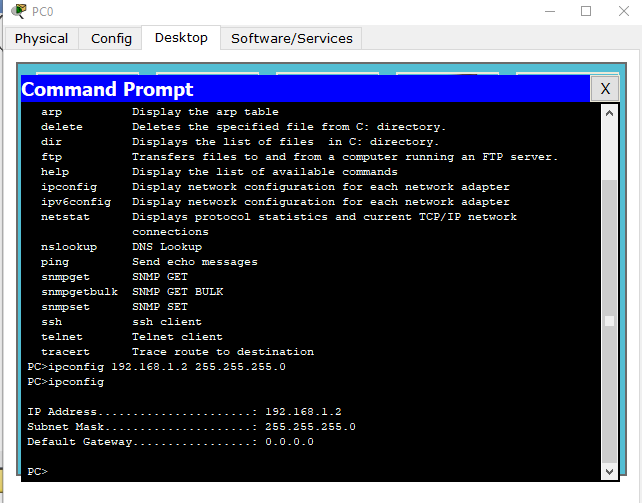 PC0
Physical Config Desktop Software/Services
Command Prompt X
arp Display the arp table
delete Deletes the specified file from C: directory.
dir Displays the list of files in C: directory.
ftp Transfers files to and from a computer running an FTP server.
help Display the list of available commands
ipconfig Display network configuration for each network adapter
ipv6config Display network configuration for each network adapter
netstat Displays protocol statistics and current TCP/IP network
connections
nslookup DNS Lookup
ping Send echo messages
snmpget SNMP GET
snmpgetbulk SNMP GET BULK
snmpset SNMP SET
ssh ssh client
telnet Telnet client
tracert Trace route to destination
PC>ipconfig 192.168.1.2 255.255.255.0
PC>ipconfig
IP Address......................: 192.168.1.2
Subnet Mask.....................: 255.255.255.0
Default Gateway.................: 0.0.0.0
PC>